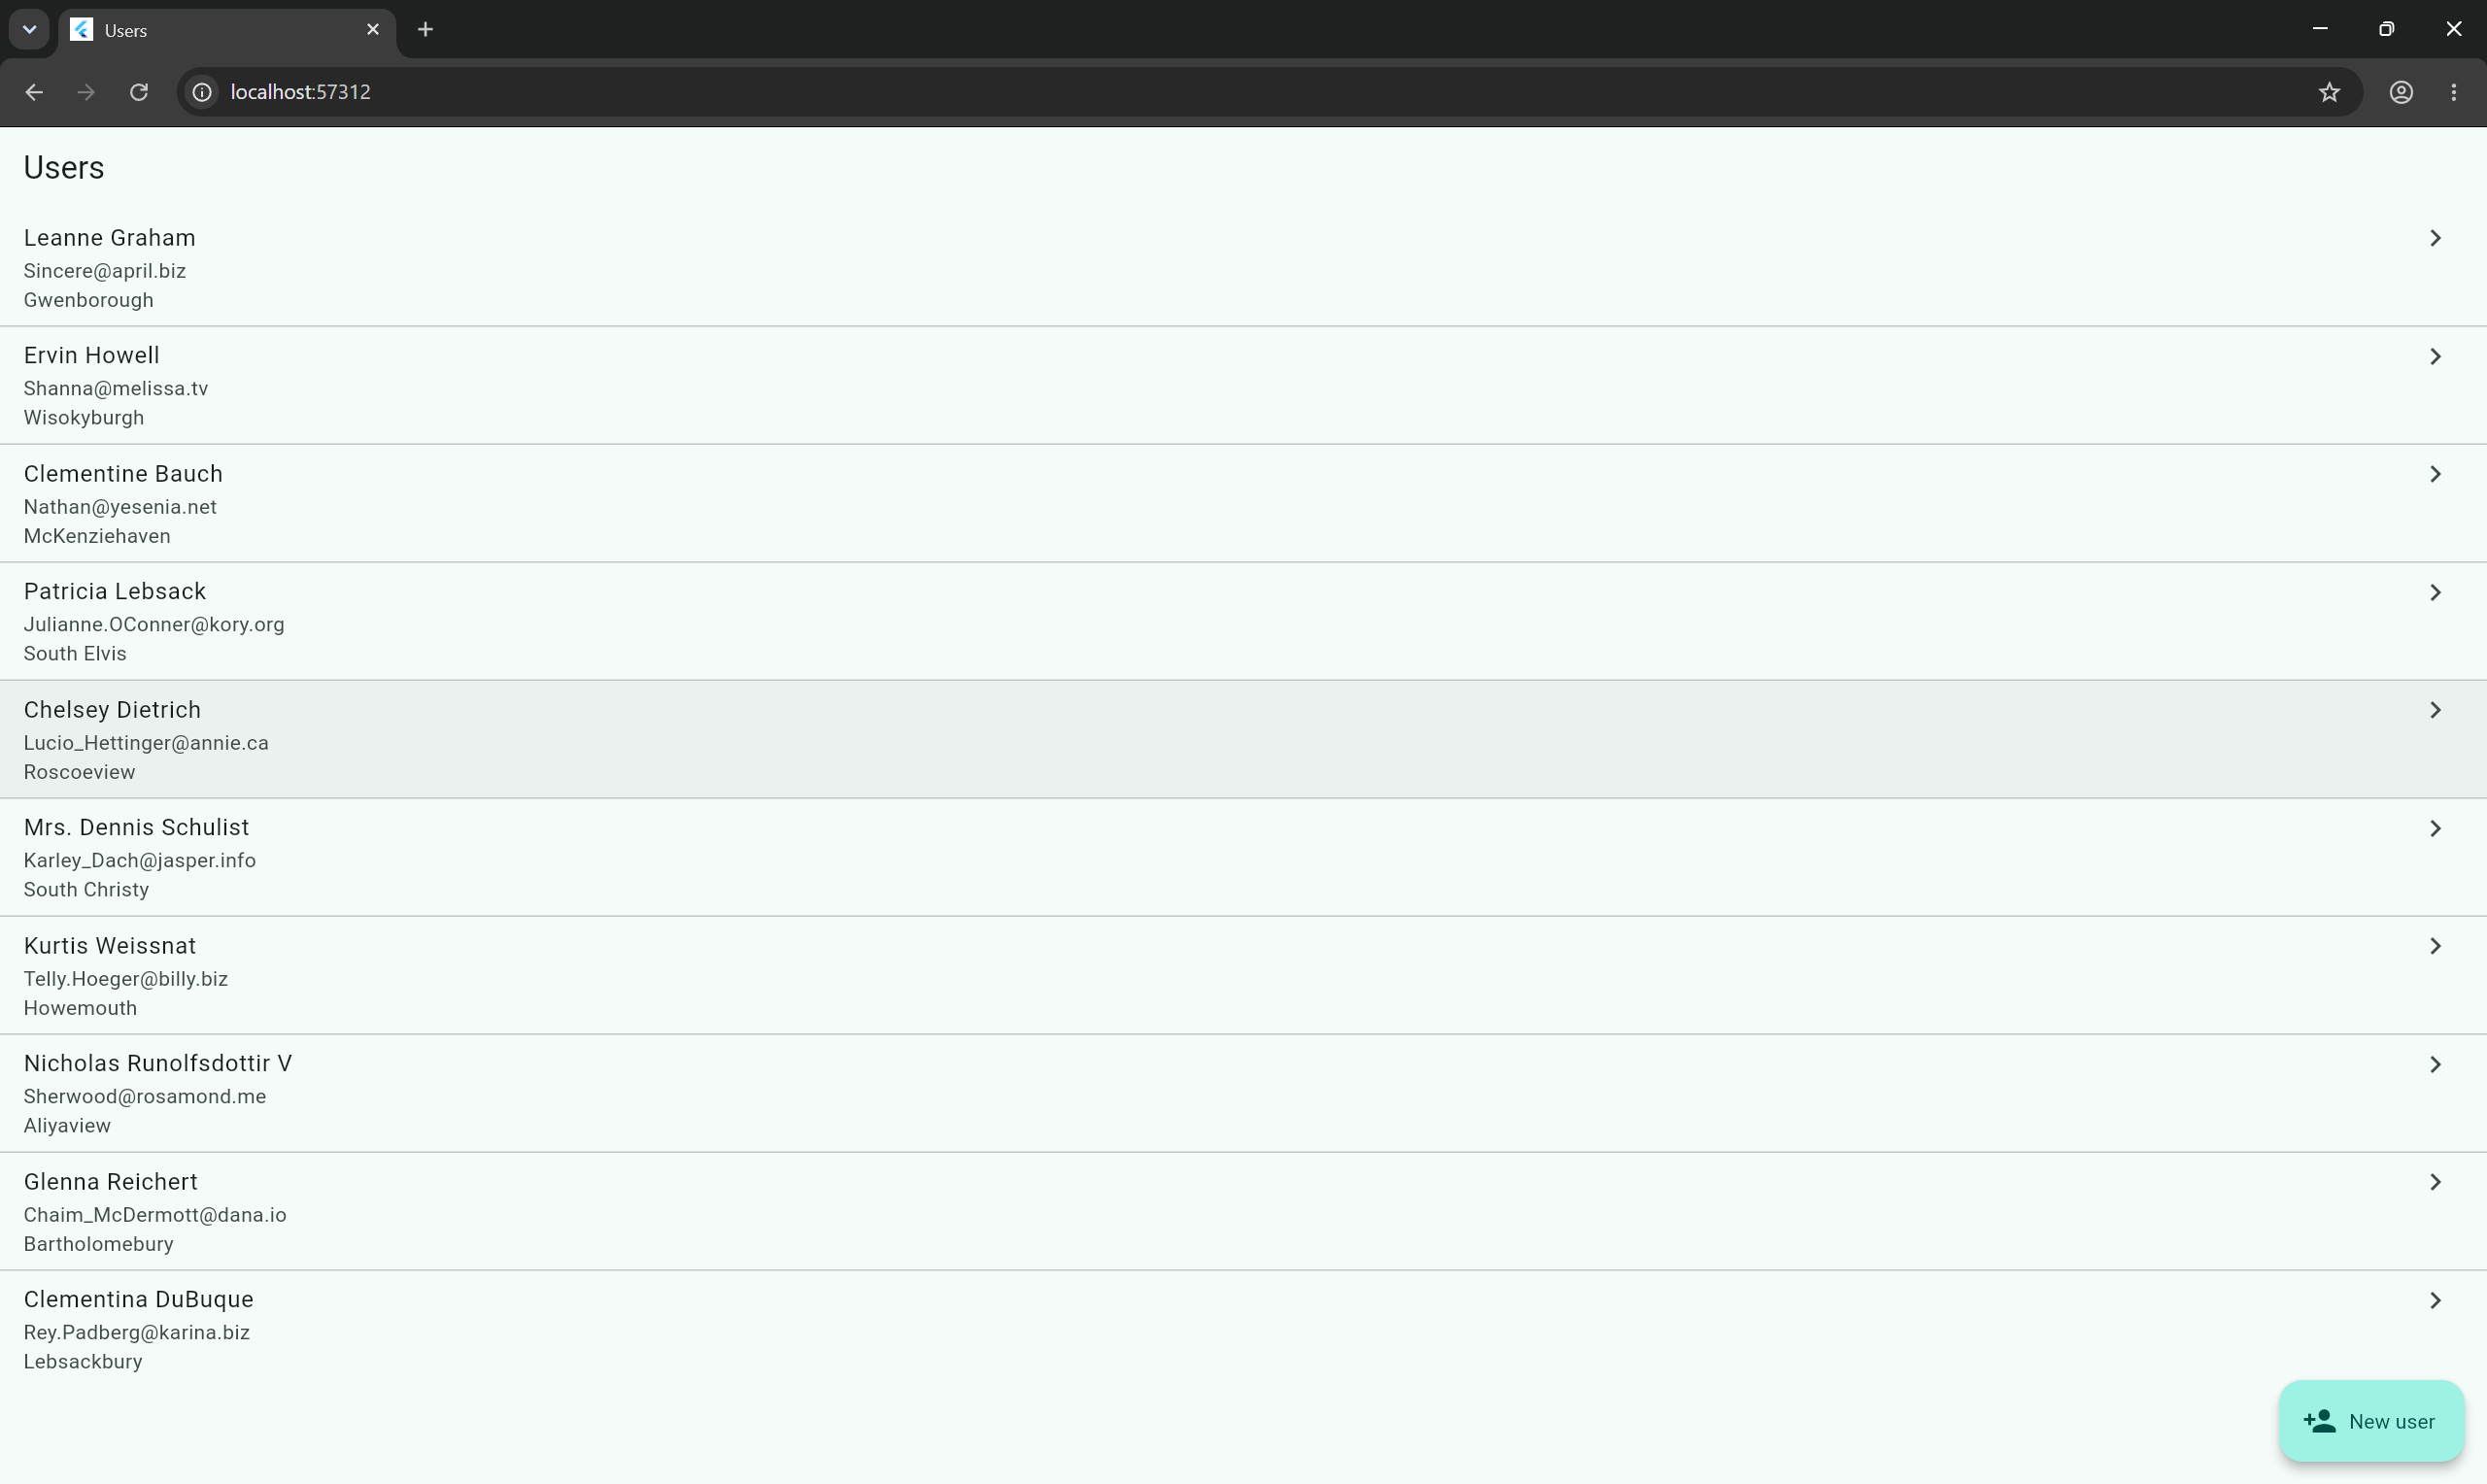 Users
localhost:57312
Users
Leanne Graham
Sincere@april.biz
Gwenborough
Ervin Howell
Shanna@melissa.tv
Wisokyburgh
Clementine Bauch
Nathan@yesenia.net
McKenziehaven
Patricia Lebsack
Julianne.OConner@kory.org
South Elvis
Chelsey Dietrich
Lucio_Hettinger@annie.ca
Roscoeview
Mrs. Dennis Schulist
Karley_Dach@jasper.info
South Christy
Kurtis Weissnat
Telly.Hoeger@billy.biz
Howemouth
Nicholas Runolfsdottir V
Sherwood@rosamond.me
Aliyaview
Glenna Reichert
Chaim_McDermott@dana.io
Bartholomebury
Clementina DuBuque
Rey.Padberg@karina.biz
Lebsackbury
New user